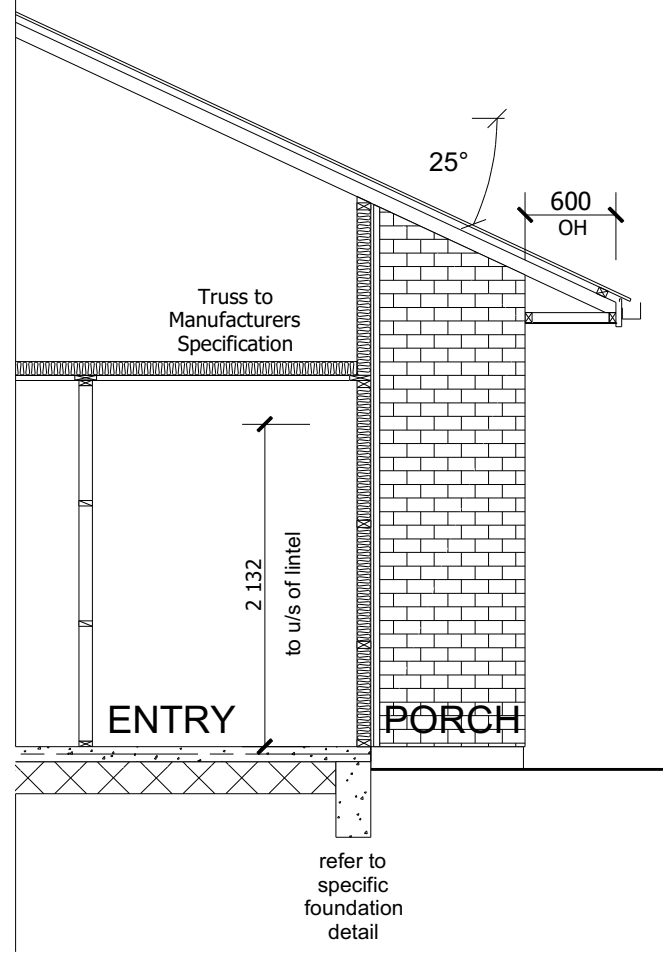 25°
600
OH
Truss to
Manufacturers
Specification
2 132
to u/s of lintel
ENTRY
PORCH
refer to
specific
foundation
detail